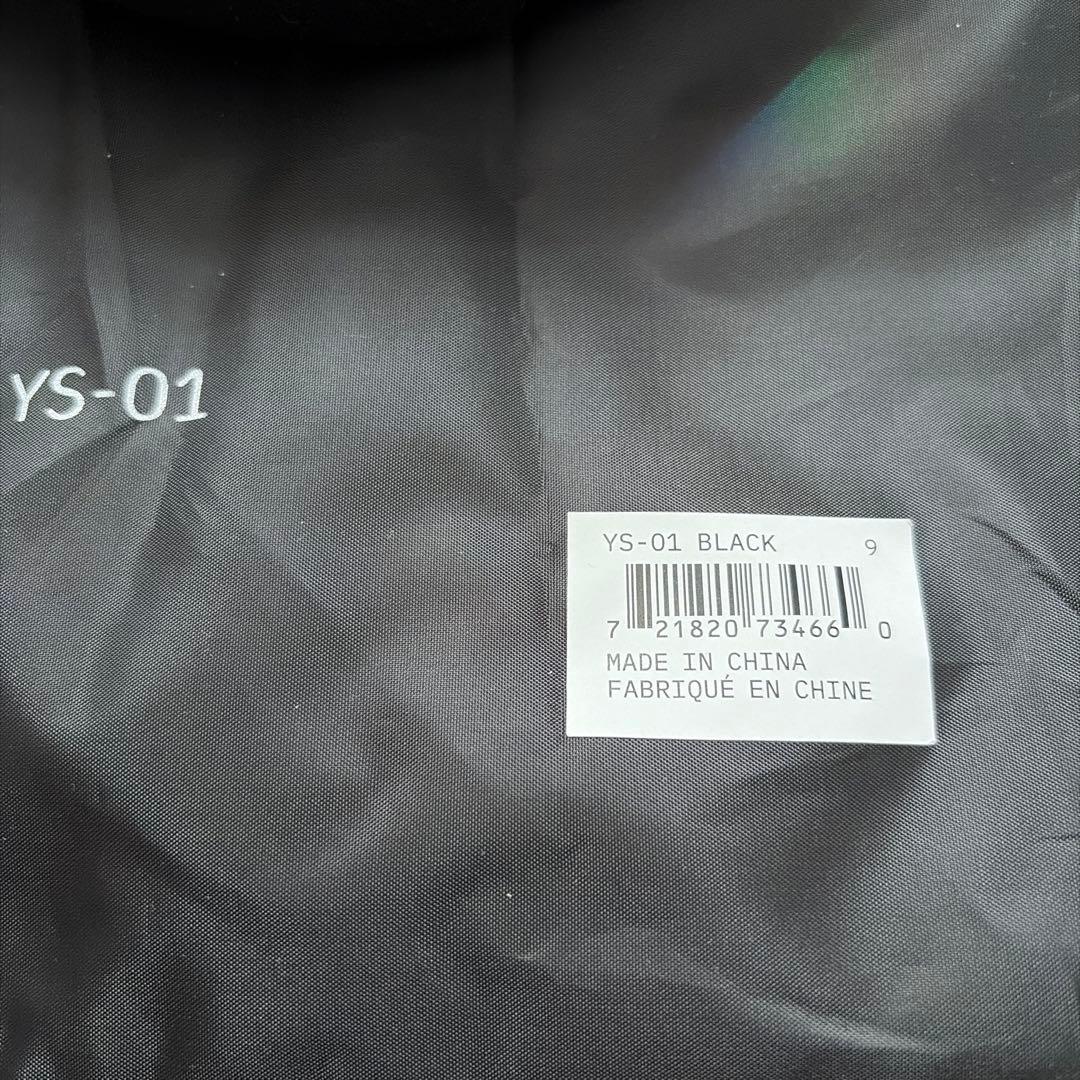 YS-01
YS-01 BLACK 9
7 21820 73466 0
MADE IN CHINA
FABRIQUÉ EN CHINE